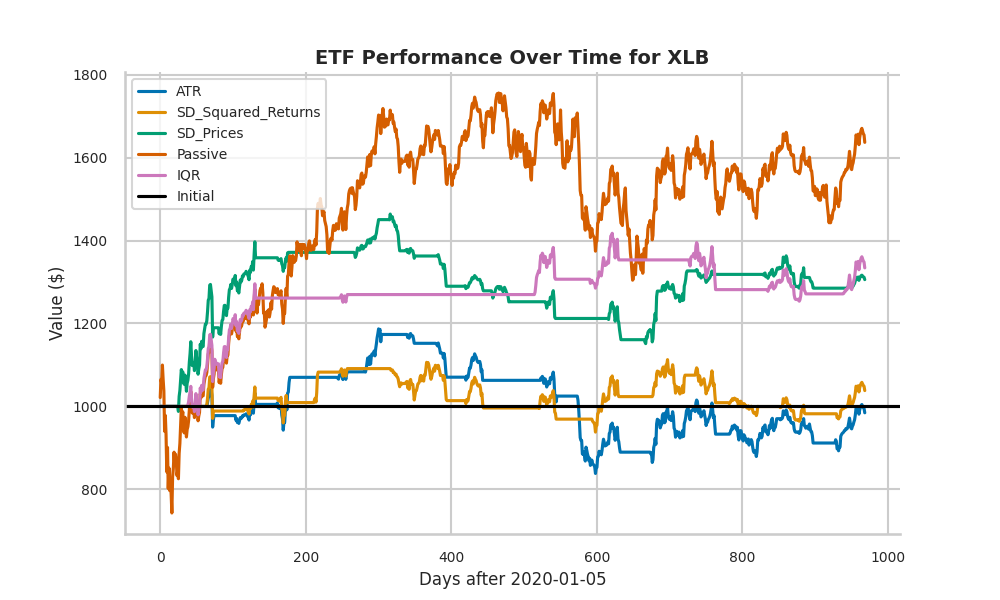 ETF Performance Over Time for XLB
Value ($)
1800
1600
1400
1200
1000
800
ATR
SD_Squared_Returns
SD_Prices
Passive
IQR
Initial
0 200 400 600 800 1000
Days after 2020-01-05